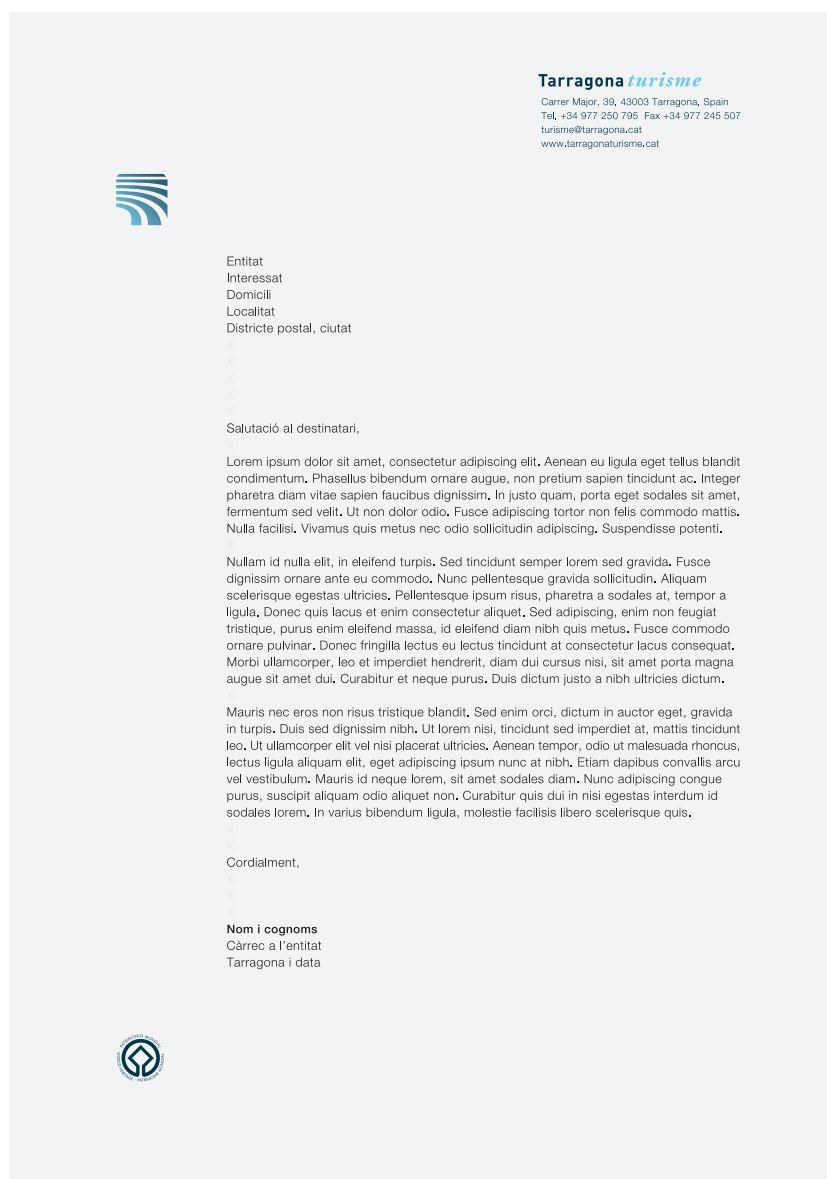 Tarragona turisme
Carrer Major, 39, 43003 Tarragona, Spain
Tel. +34 977 250 795  Fax +34 977 245 507
turisme@tarragona.cat
www.tarragonaturisme.cat
Entitat
Interessat
Domicili
Localitat
Districte postal, ciutat
X
X
X
X
X
Salutació al destinatari,
X
Lorem ipsum dolor sit amet, consectetur adipiscing elit. Aenean eu ligula eget tellus blandit
condimentum. Phasellus bibendum ornare augue, non pretium sapien tincidunt ac. Integer
pharetra diam vitae sapien faucibus dignissim. In justo quam, porta eget sodales sit amet,
fermentum sed velit. Ut non dolor odio. Fusce adipiscing tortor non felis commodo mattis.
Nulla facilisi. Vivamus quis metus nec odio sollicitudin adipiscing. Suspendisse potenti.
X
Nullam id nulla elit, in eleifend turpis. Sed tincidunt semper lorem sed gravida. Fusce
dignissim ornare ante eu commodo. Nunc pellentesque gravida sollicitudin. Aliquam
scelerisque egestas ultricies. Pellentesque ipsum risus, pharetra a sodales at, tempor a
ligula. Donec quis lacus et enim consectetur aliquet. Sed adipiscing, enim non feugiat
tristique, purus enim eleifend massa, id eleifend diam nibh quis metus. Fusce commodo
ornare pulvinar. Donec fringilla lectus eu lectus tincidunt at consectetur lacus consequat.
Morbi ullamcorper, leo et imperdiet hendrerit, diam dui cursus nisi, sit amet porta magna
augue sit amet dui. Curabitur et neque purus. Duis dictum justo a nibh ultricies dictum.
X
Mauris nec eros non risus tristique blandit. Sed enim orci, dictum in auctor eget, gravida
in turpis. Duis sed dignissim nibh. Ut lorem nisi, tincidunt sed imperdiet at, mattis tincidunt
leo. Ut ullamcorper elit vel nisi placerat ultricies. Aenean tempor, odio ut malesuada rhoncus,
lectus ligula aliquam elit, eget adipiscing ipsum nunc at nibh. Etiam dapibus convallis arcu
vel vestibulum. Mauris id neque lorem, sit amet sodales diam. Nunc adipiscing congue
purus, suscipit aliquam odio aliquet non. Curabitur quis dui in nisi egestas interdum id
sodales lorem. In varius bibendum ligula, molestie facilisis libero scelerisque quis.
X
X
Cordialment,
X
X
X
Nom i cognoms
Càrrec a l'entitat
Tarragona i data